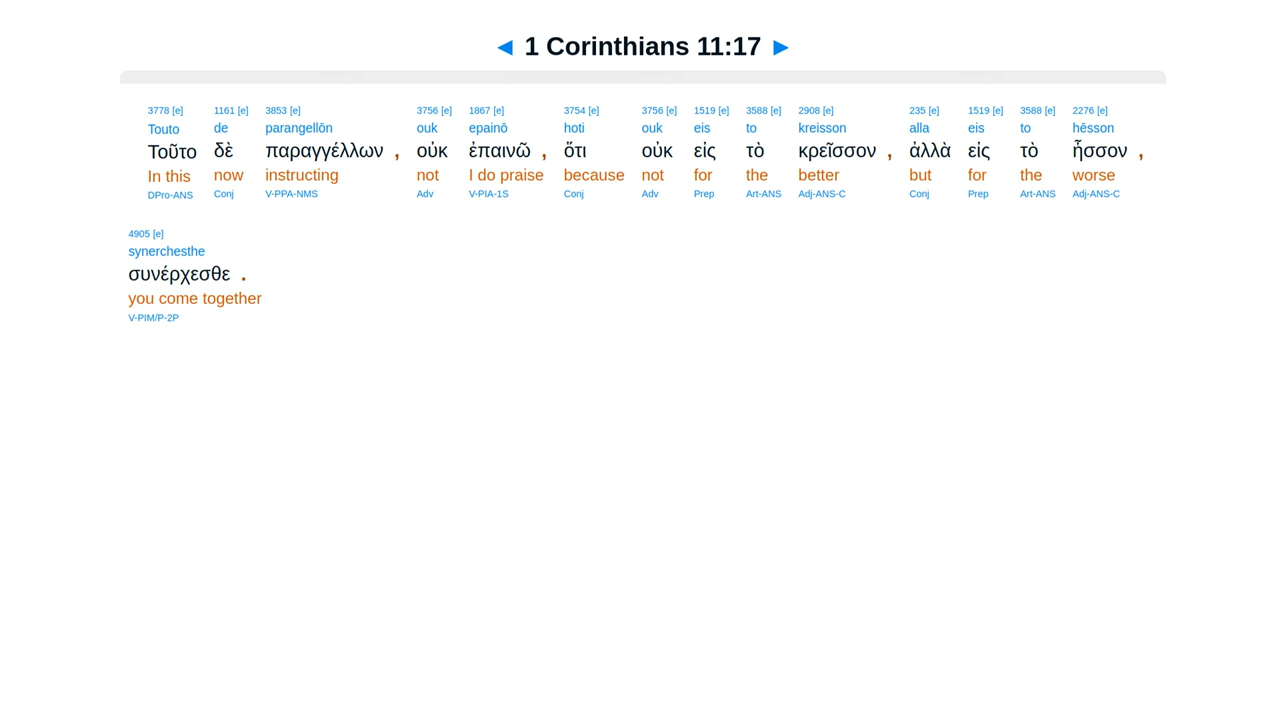 ◄ 1 Corinthians 11:17 ►
3778 [e] 1161 [e] 3853 [e] 3756 [e] 1867 [e] 3754 [e] 3756 [e] 1519 [e] 3588 [e] 2908 [e] 235 [e] 1519 [e] 3588 [e] 2276 [e]
Touto de parangellōn ouk epainō hoti ouk eis to kreisson alla eis to hēsson
Τοῦτο δὲ παραγγέλλων , οὐκ ἐπαινῶ , ὅτι οὐκ εἰς τὸ κρεῖσσον , ἀλλὰ εἰς τὸ ἧσσον ,
In this now instructing not I do praise because not for the better but for the worse
DPro-ANS Conj V-PPA-NMS Adv V-PIA-1S Conj Adv Prep Art-ANS Adj-ANS-C Conj Prep Art-ANS Adj-ANS-C
4905 [e]
synerchesthe
συνέρχεσθε .
you come together
V-PIM/P-2P